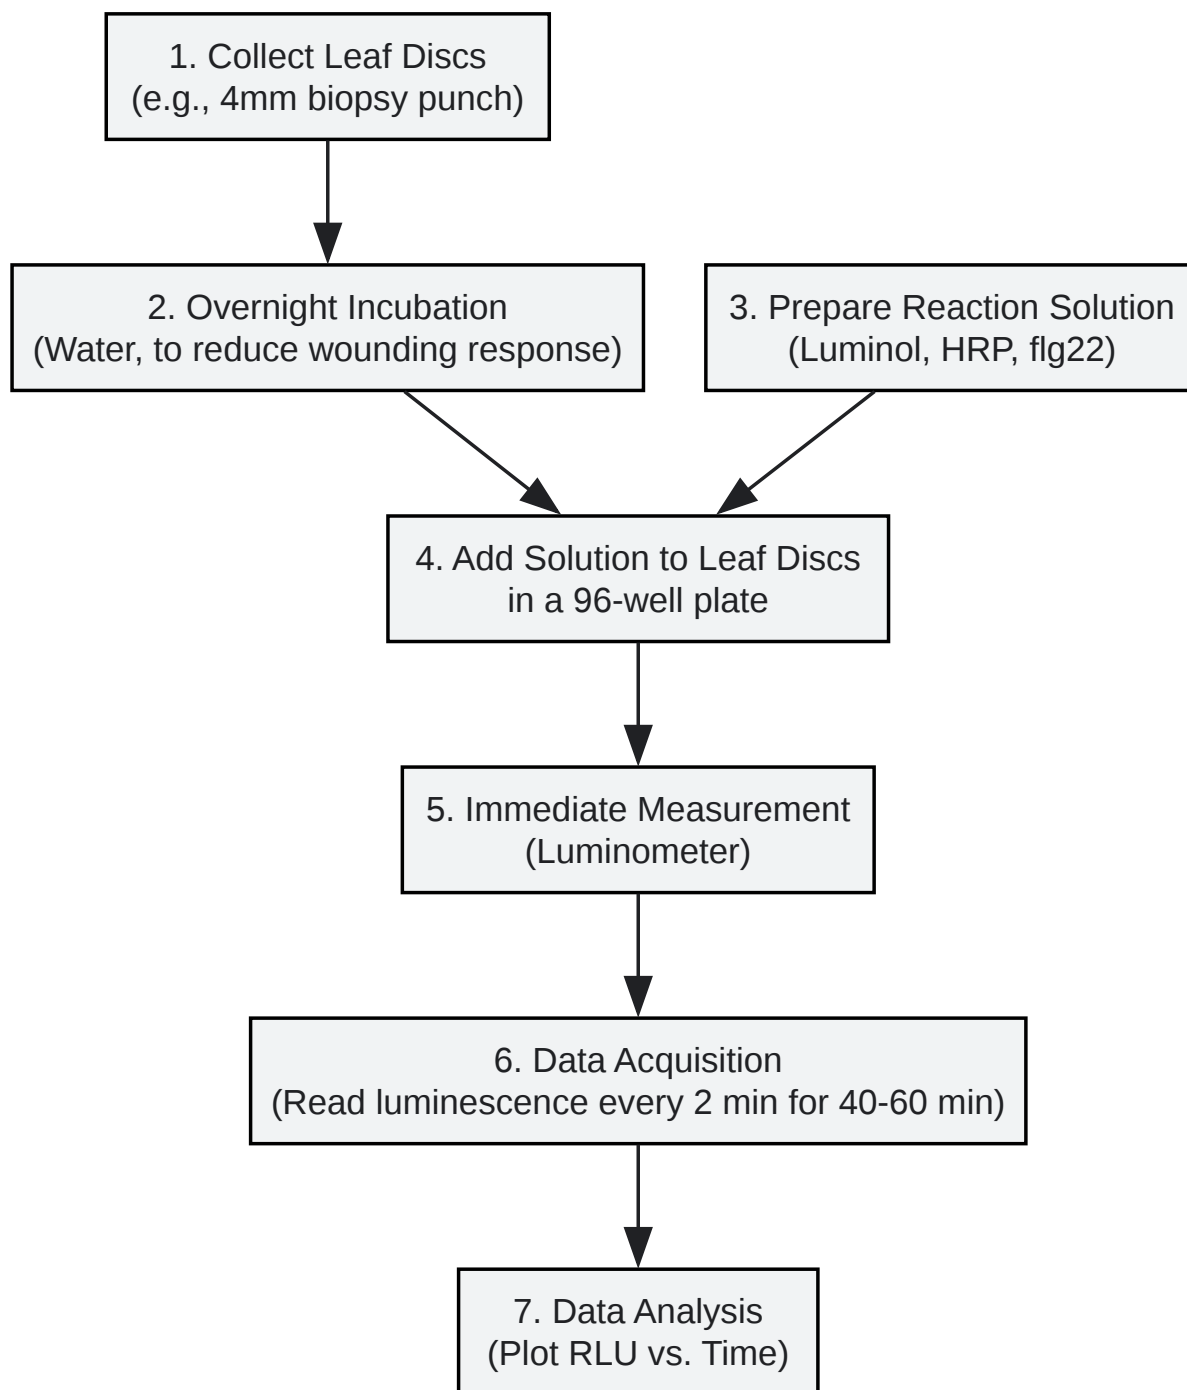 1. Collect Leaf Discs
(e.g., 4mm biopsy punch)
2. Overnight Incubation
(Water, to reduce wounding response)
3. Prepare Reaction Solution
(Luminol, HRP, flg22)
4. Add Solution to Leaf Discs
in a 96-well plate
5. Immediate Measurement
(Luminometer)
6. Data Acquisition
(Read luminescence every 2 min for 40-60 min)
7. Data Analysis
(Plot RLU vs. Time)